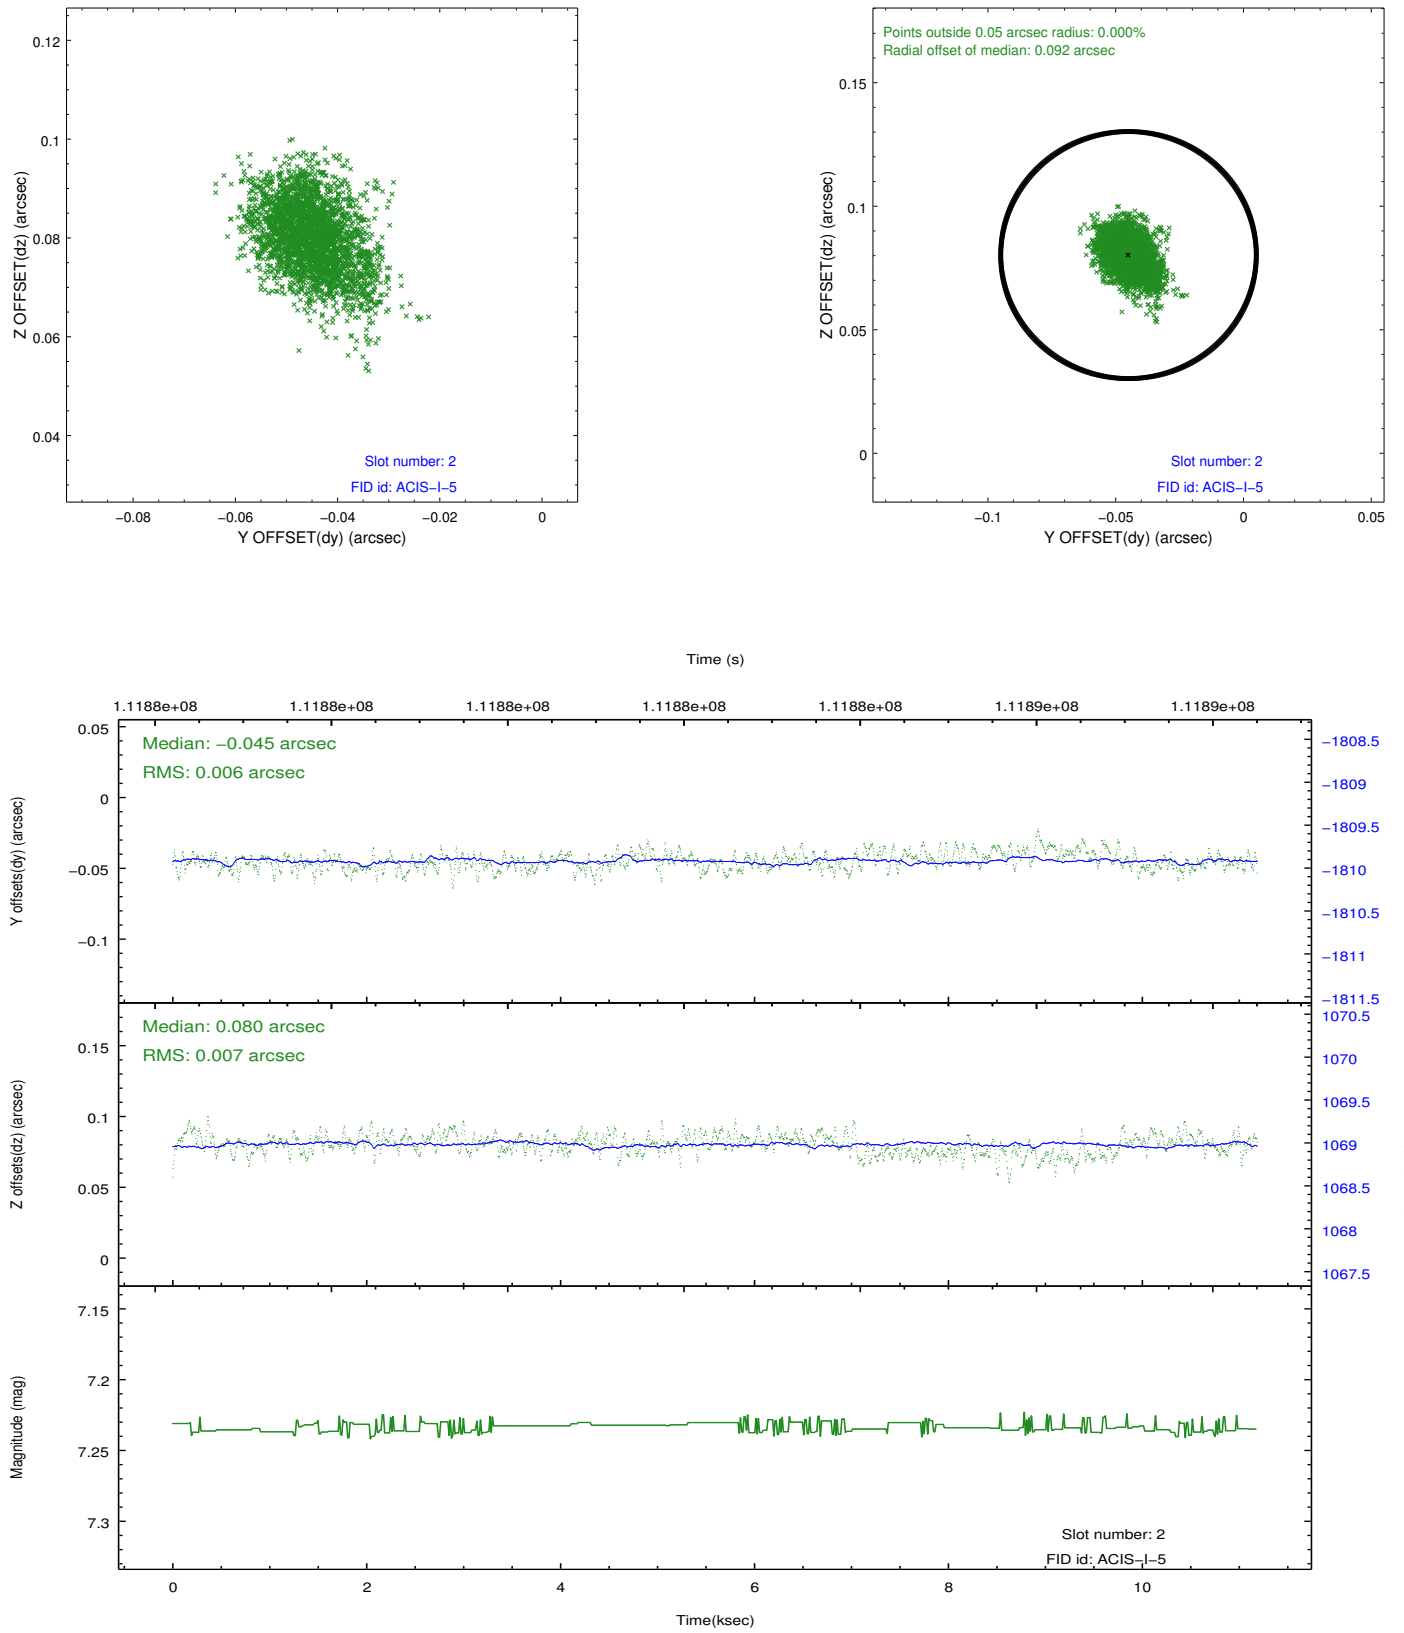 0.12
0.1
0.08
0.06
0.04
Z OFFSET(dz) (arcsec)
Slot number: 2
FID id: ACIS−I−5
−0.08
−0.06
−0.04
−0.02
0
Y OFFSET(dy) (arcsec)
Points outside 0.05 arcsec radius: 0.000%
Radial offset of median: 0.092 arcsec
0.15
0.1
0.05
0
Z OFFSET(dz) (arcsec)
Slot number: 2
FID id: ACIS−I−5
−0.1
−0.05
0
0.05
Y OFFSET(dy) (arcsec)
Time (s)
1.1188e+08
1.1188e+08
1.1188e+08
1.1188e+08
1.1188e+08
1.1189e+08
1.1189e+08
Median: −0.045 arcsec
RMS: 0.006 arcsec
0.05
0
−0.05
−0.1
Y offsets(dy) (arcsec)
−1808.5
−1809
−1809.5
−1810
−1810.5
−1811
−1811.5
Median: 0.080 arcsec
RMS: 0.007 arcsec
0.15
0.1
0.05
0
Z offsets(dz) (arcsec)
1070.5
1070
1069.5
1069
1068.5
1068
1067.5
7.15
7.2
7.25
7.3
Magnitude (mag)
Slot number: 2
FID id: ACIS−I−5
0
2
4
6
8
10
Time(ksec)